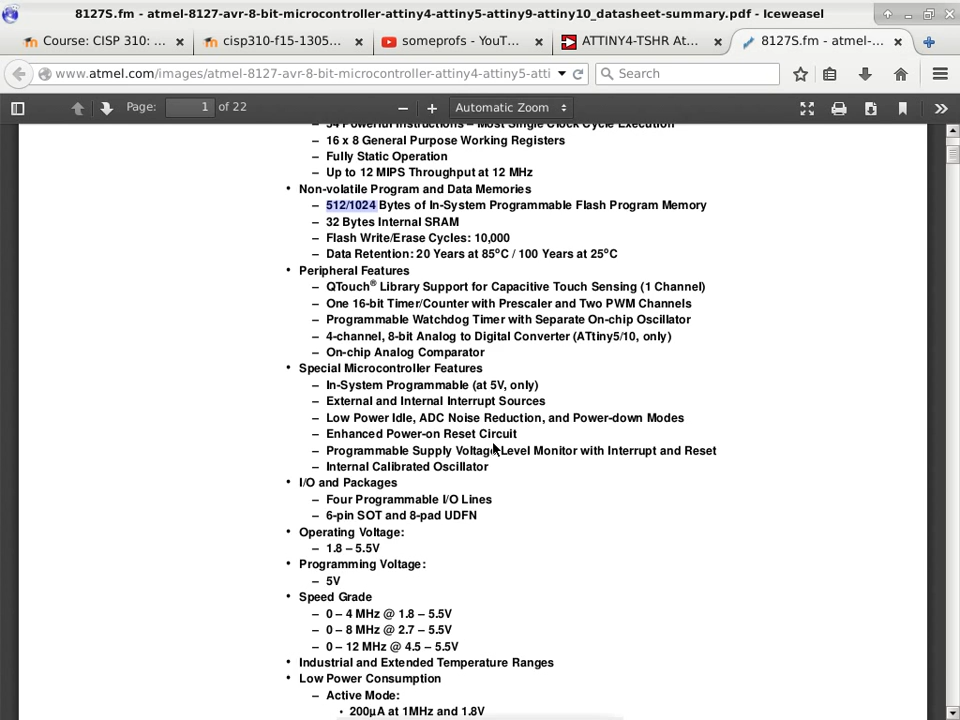 8127S.fm - atmel-8127-avr-8-bit-microcontroller-attiny4-attiny5-attiny9-attiny10_datasheet-summary.pdf - Iceweasel
Course: CISP 310: ...
cisp310-f15-1305...
someprofs - YouT...
ATTINY4-TSHR At...
8127S.fm - atmel-...
www.atmel.com/images/atmel-8127-avr-8-bit-microcontroller-attiny4-attiny5-atti
Search
Page: 1 of 22
Automatic Zoom
– 54 Powerful Instructions – Most Single Clock Cycle Execution
– 16 x 8 General Purpose Working Registers
– Fully Static Operation
– Up to 12 MIPS Throughput at 12 MHz
• Non-volatile Program and Data Memories
– 512/1024 Bytes of In-System Programmable Flash Program Memory
– 32 Bytes Internal SRAM
– Flash Write/Erase Cycles: 10,000
– Data Retention: 20 Years at 85oC / 100 Years at 25oC
• Peripheral Features
– QTouch® Library Support for Capacitive Touch Sensing (1 Channel)
– One 16-bit Timer/Counter with Prescaler and Two PWM Channels
– Programmable Watchdog Timer with Separate On-chip Oscillator
– 4-channel, 8-bit Analog to Digital Converter (ATtiny5/10, only)
– On-chip Analog Comparator
• Special Microcontroller Features
– In-System Programmable (at 5V, only)
– External and Internal Interrupt Sources
– Low Power Idle, ADC Noise Reduction, and Power-down Modes
– Enhanced Power-on Reset Circuit
– Programmable Supply Voltage Level Monitor with Interrupt and Reset
– Internal Calibrated Oscillator
• I/O and Packages
– Four Programmable I/O Lines
– 6-pin SOT and 8-pad UDFN
• Operating Voltage:
– 1.8 – 5.5V
• Programming Voltage:
– 5V
• Speed Grade
– 0 – 4 MHz @ 1.8 – 5.5V
– 0 – 8 MHz @ 2.7 – 5.5V
– 0 – 12 MHz @ 4.5 – 5.5V
• Industrial and Extended Temperature Ranges
• Low Power Consumption
– Active Mode:
• 200µA at 1MHz and 1.8V